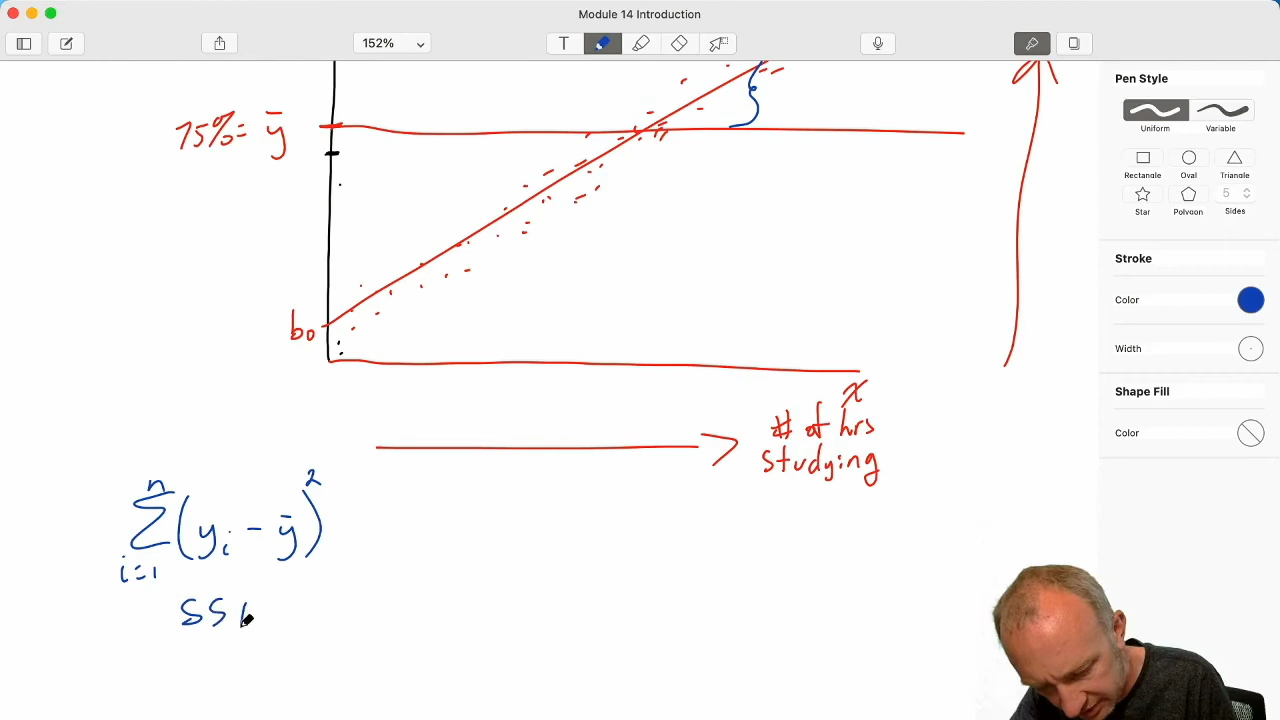 Module 14 Introduction
152%
T
Pen Style
Uniform
Variable
Rectangle
Oval
Triangle
Star
Polygon
5
Sides
Stroke
Color
Width
Shape Fill
Color
75% = ȳ
b₀
x
# of hrs
studying
n
∑ (yᵢ - ȳ)²
i=1
SS